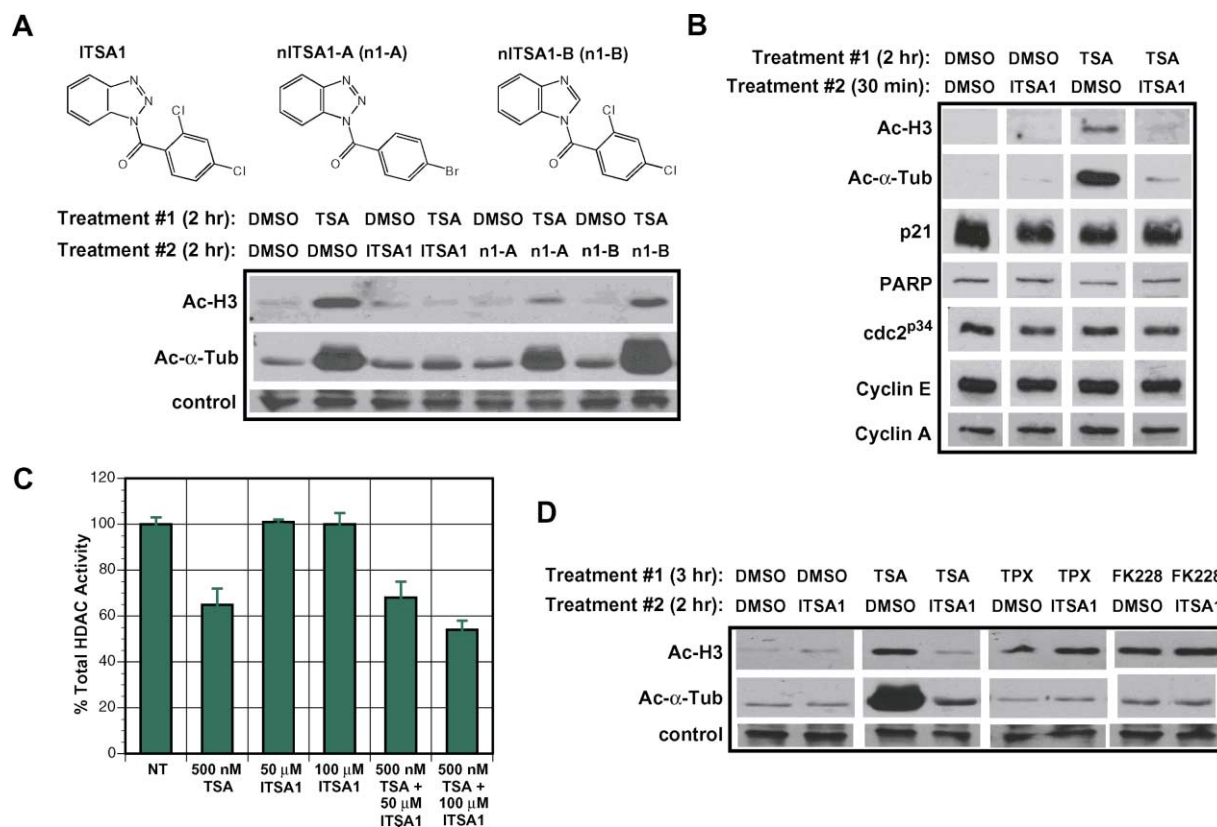 A
ITSA1 nITSA1-A (n1-A) nITSA1-B (n1-B)
N N N
N N
N N N
Cl Cl
O O O
Cl Br Cl
Treatment #1 (2 hr): DMSO TSA DMSO TSA DMSO TSA DMSO TSA
Treatment #2 (2 hr): DMSO DMSO ITSA1 ITSA1 n1-A n1-A n1-B n1-B
Ac-H3
Ac-α-Tub
control
B
Treatment #1 (2 hr): DMSO DMSO TSA TSA
Treatment #2 (30 min): DMSO ITSA1 DMSO ITSA1
Ac-H3
Ac-α-Tub
p21
PARP
cdc2p34
Cyclin E
Cyclin A
C
% Total HDAC Activity
120
100
80
60
40
20
0
NT 500 nM 50 µM 100 µM 500 nM 500 nM
TSA ITSA1 ITSA1 TSA + TSA +
50 µM 100 µM
ITSA1 ITSA1
D
Treatment #1 (3 hr): DMSO DMSO TSA TSA TPX TPX FK228 FK228
Treatment #2 (2 hr): DMSO ITSA1 DMSO ITSA1 DMSO ITSA1 DMSO ITSA1
Ac-H3
Ac-α-Tub
control